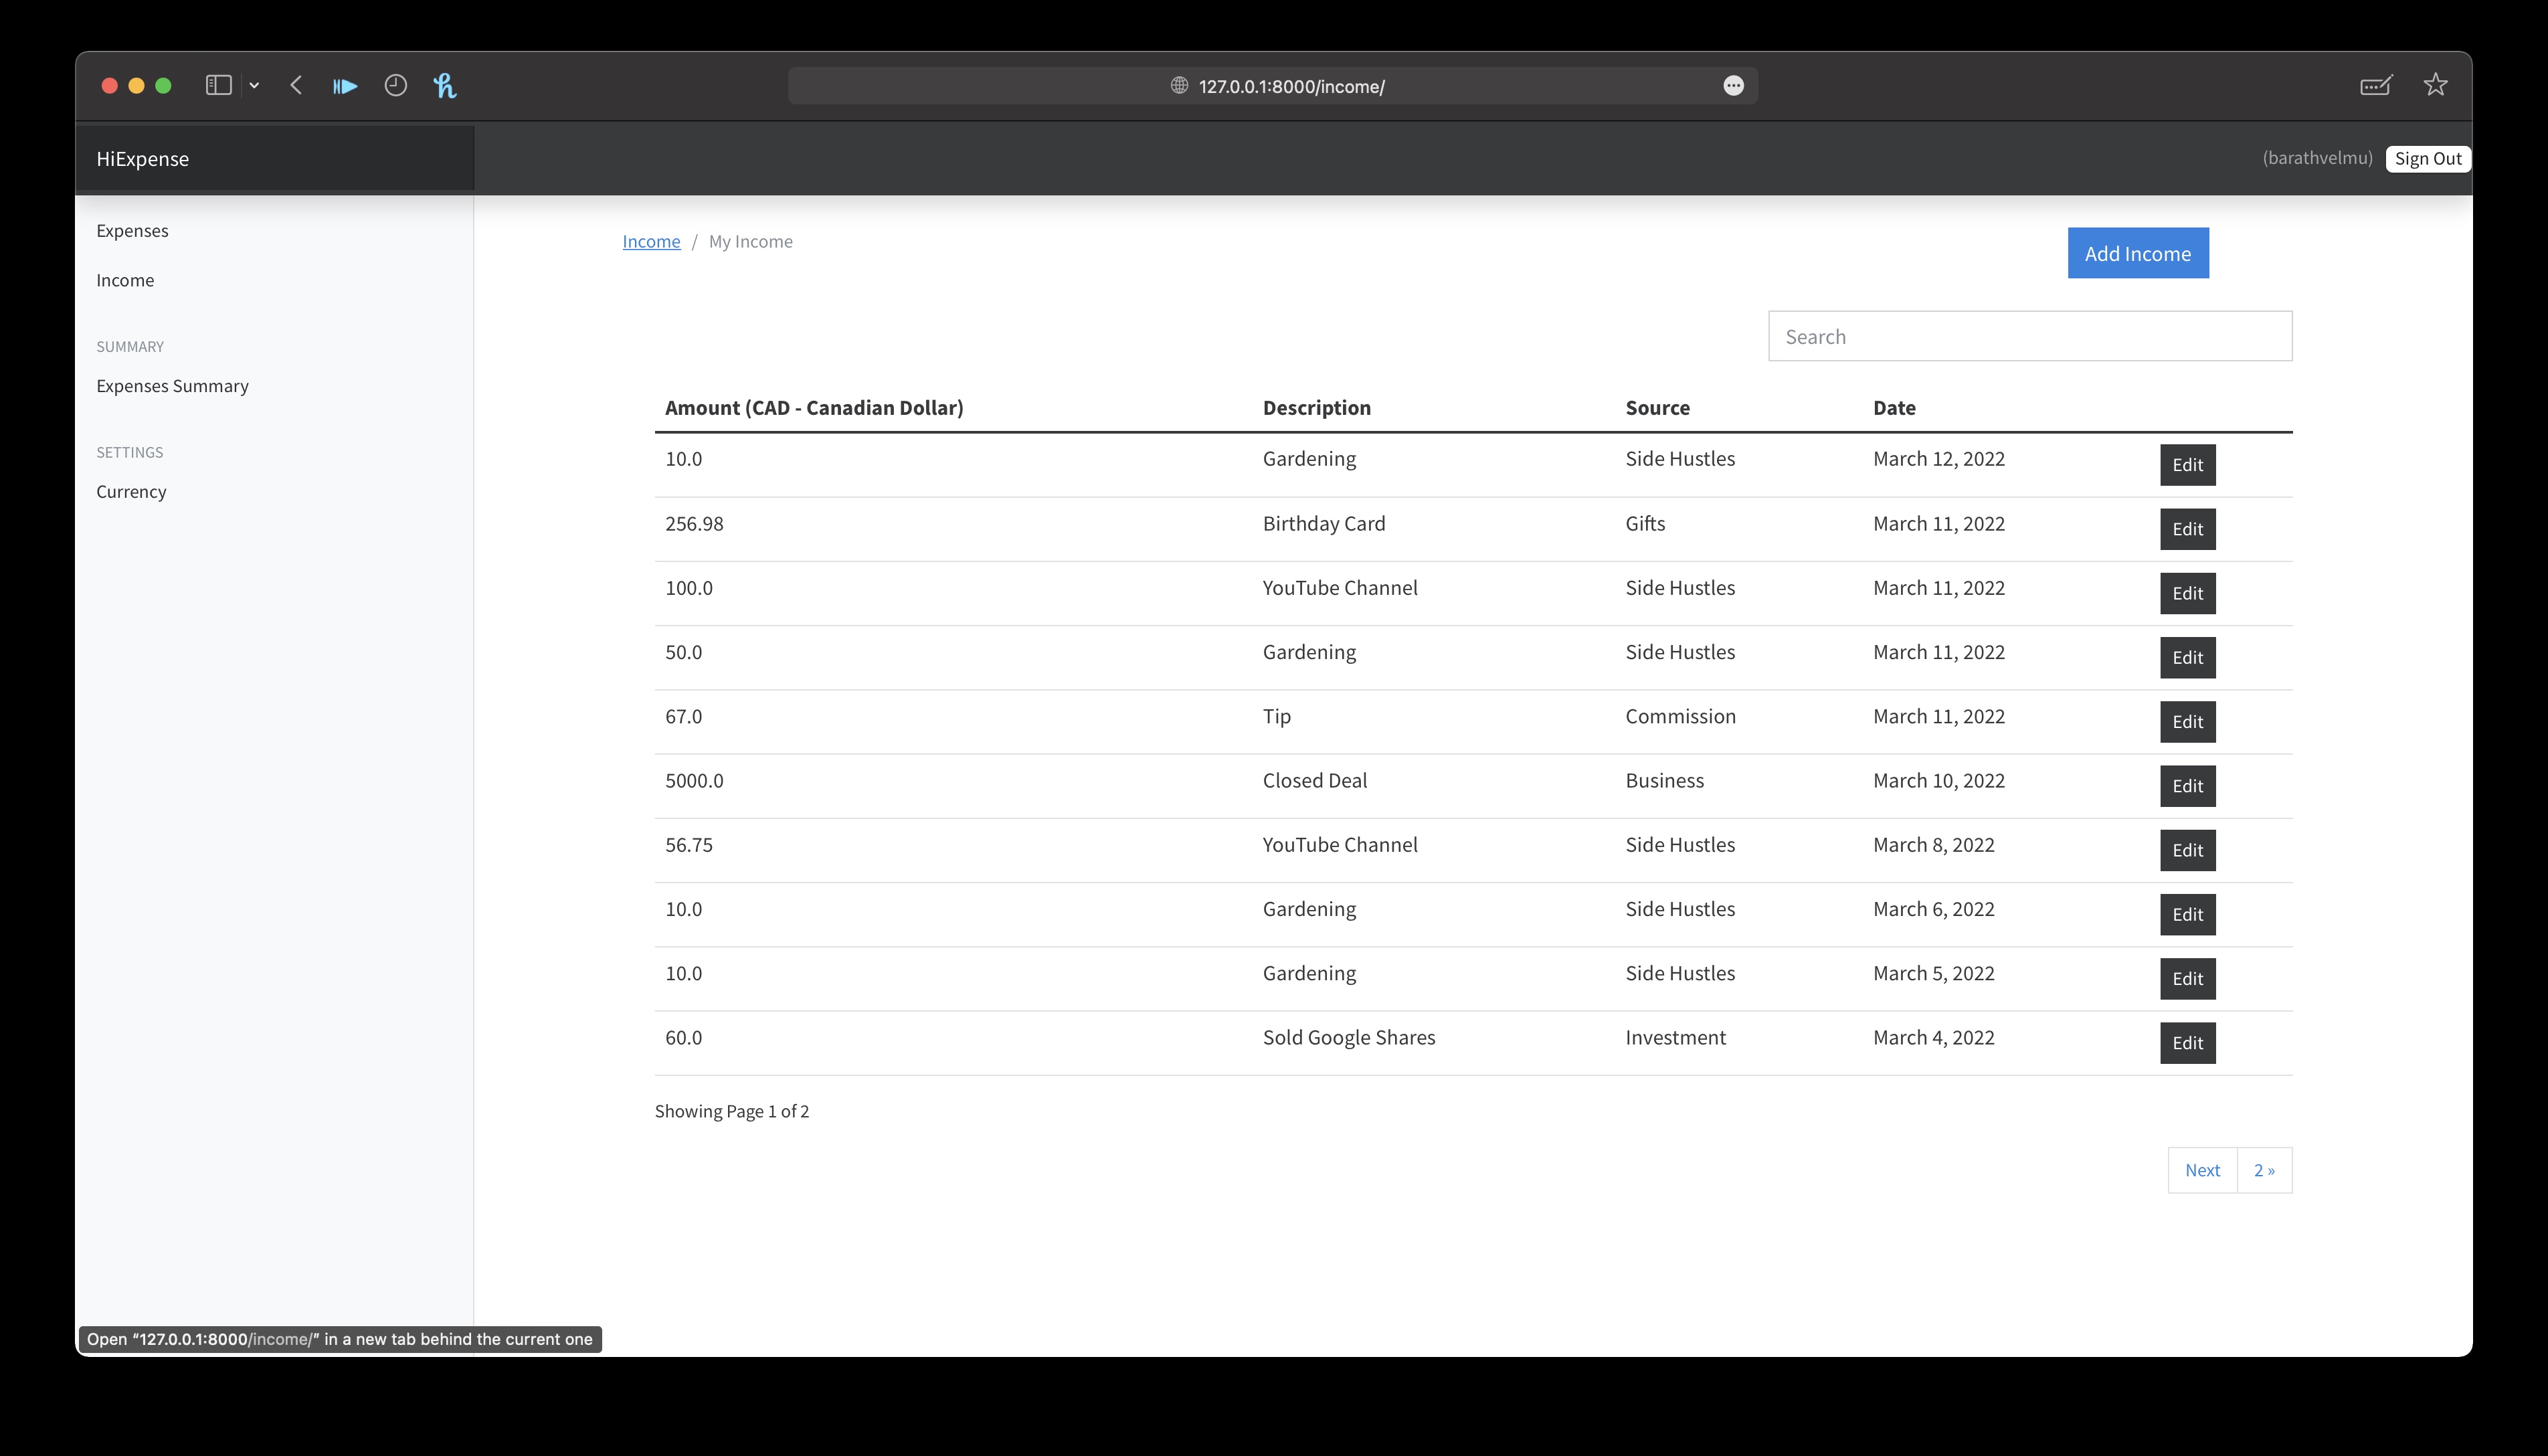 127.0.0.1:8000/income/
HiExpense
(barathvelmu) Sign Out
Expenses
Income
SUMMARY
Expenses Summary
SETTINGS
Currency
Income / My Income
Add Income
Search
Amount (CAD - Canadian Dollar) Description Source Date
10.0 Gardening Side Hustles March 12, 2022 Edit
256.98 Birthday Card Gifts March 11, 2022 Edit
100.0 YouTube Channel Side Hustles March 11, 2022 Edit
50.0 Gardening Side Hustles March 11, 2022 Edit
67.0 Tip Commission March 11, 2022 Edit
5000.0 Closed Deal Business March 10, 2022 Edit
56.75 YouTube Channel Side Hustles March 8, 2022 Edit
10.0 Gardening Side Hustles March 6, 2022 Edit
10.0 Gardening Side Hustles March 5, 2022 Edit
60.0 Sold Google Shares Investment March 4, 2022 Edit
Showing Page 1 of 2
Next 2 »
Open “127.0.0.1:8000/income/” in a new tab behind the current one